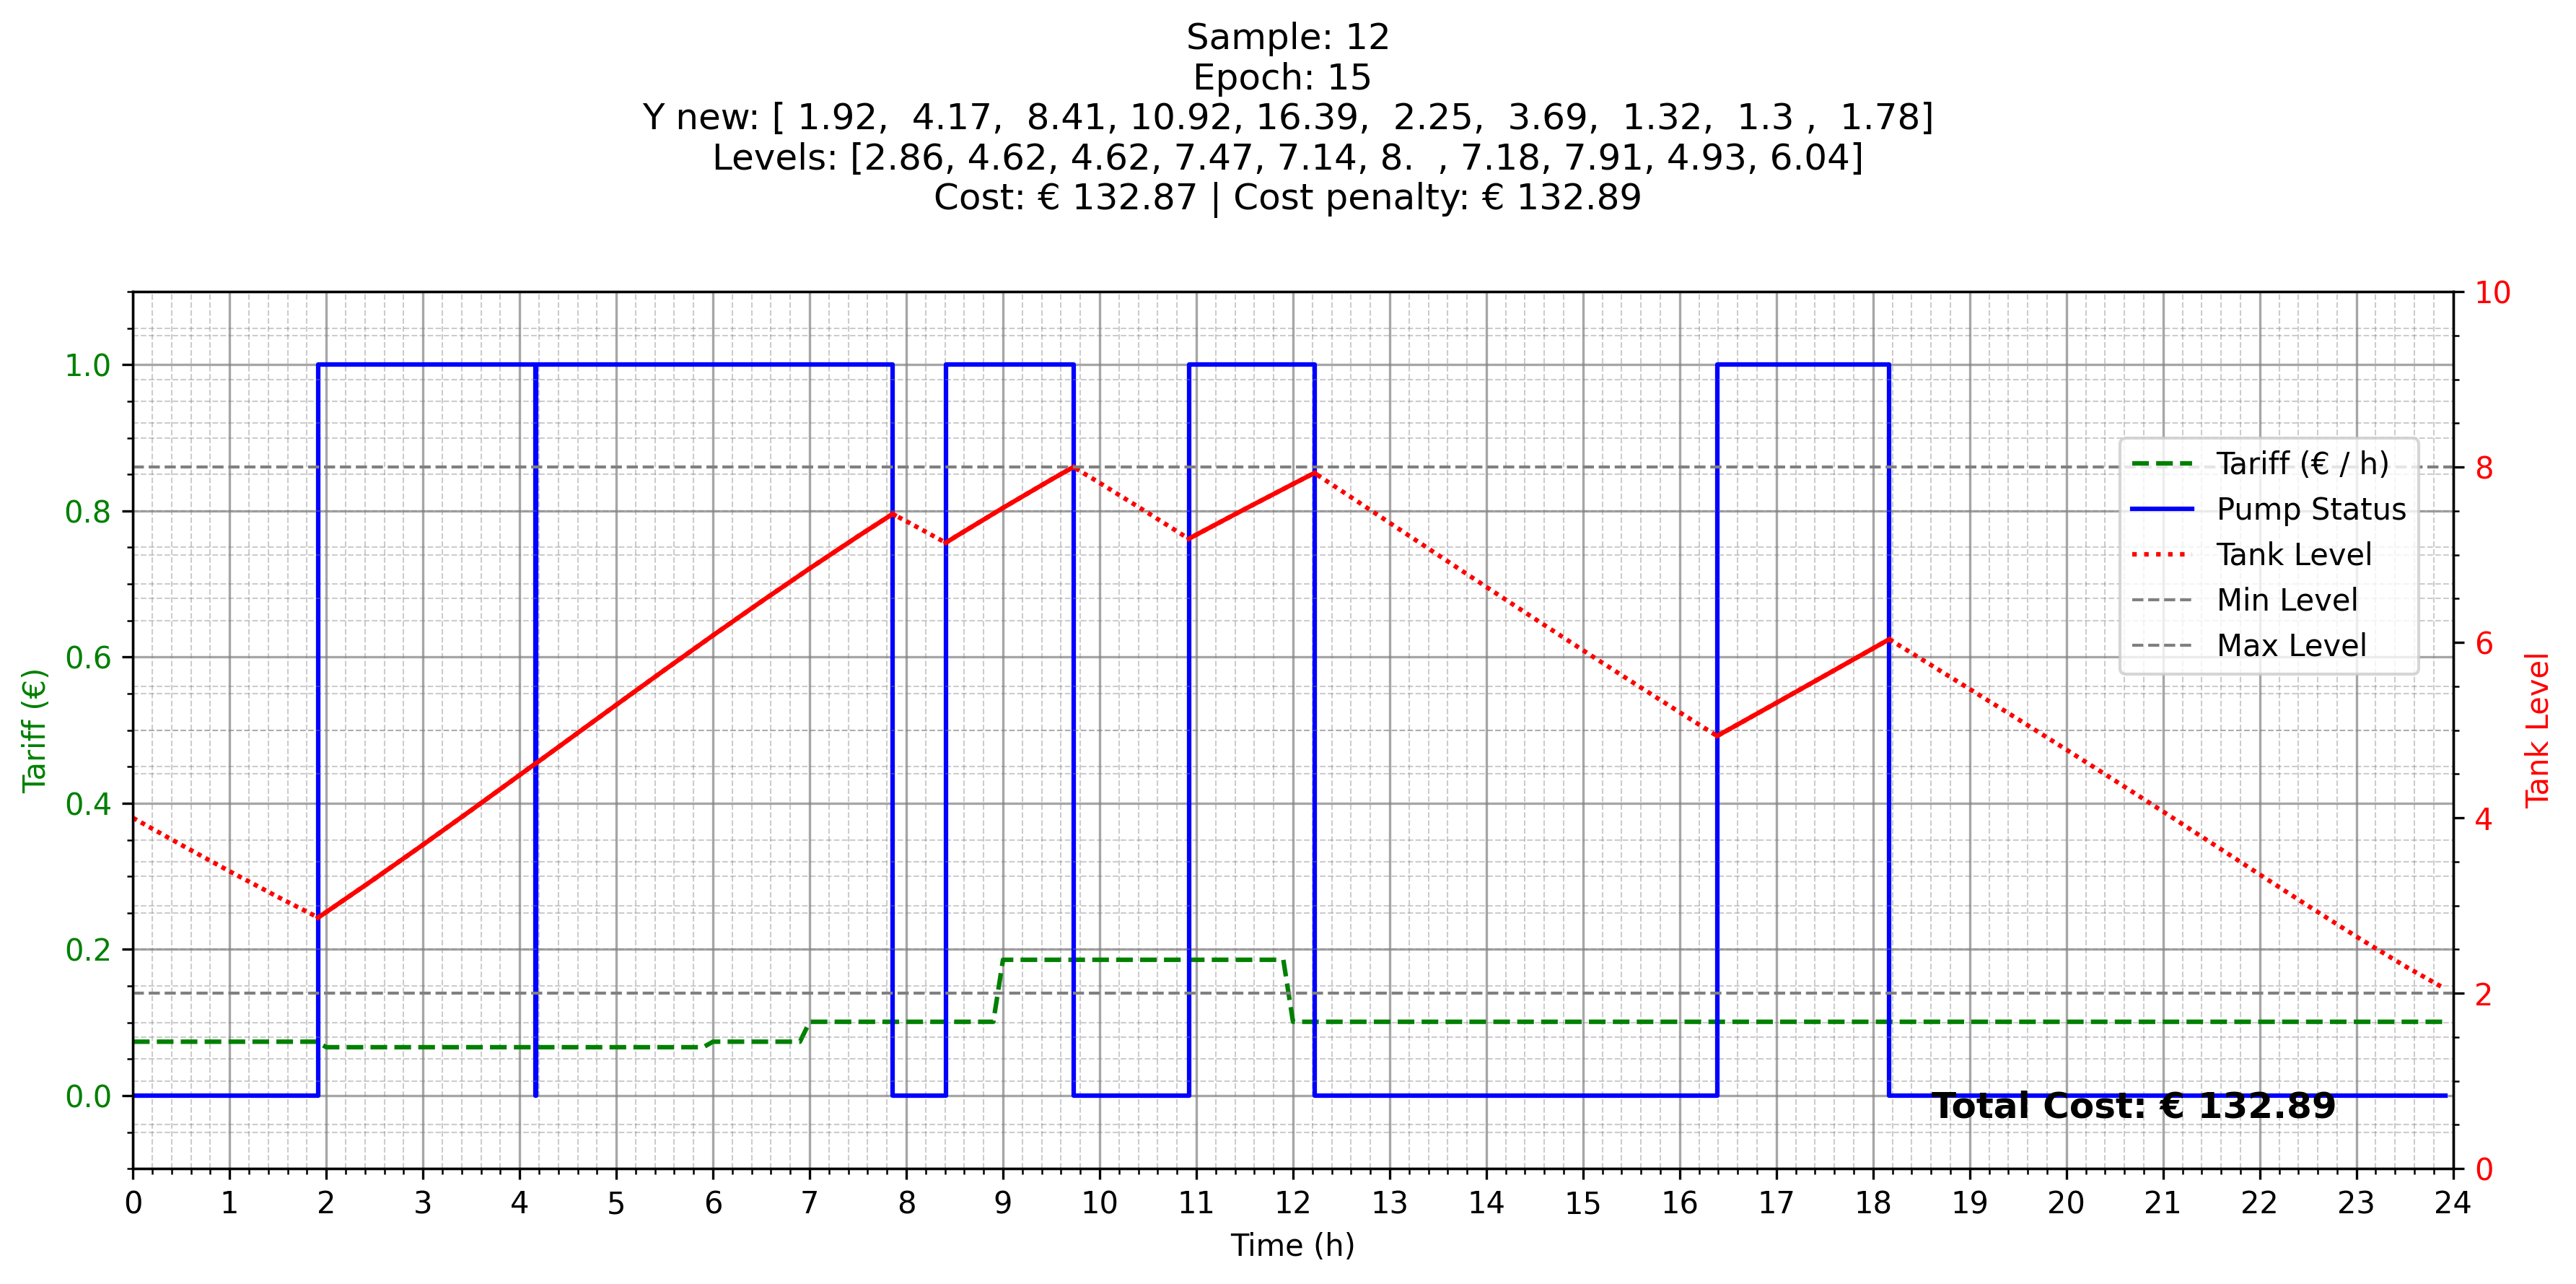 Sample: 12
Epoch: 15
Y new: [ 1.92,  4.17,  8.41, 10.92, 16.39,  2.25,  3.69,  1.32,  1.3 ,  1.78]
Levels: [2.86, 4.62, 4.62, 7.47, 7.14, 8.  , 7.18, 7.91, 4.93, 6.04]
Cost: € 132.87 | Cost penalty: € 132.89
Tariff (€)
1.0
0.8
0.6
0.4
0.2
0.0
Tariff (€ / h)
Pump Status
Tank Level
Min Level
Max Level
Total Cost: € 132.89
10
8
6
4
2
0
Tank Level
0 1 2 3 4 5 6 7 8 9 10 11 12 13 14 15 16 17 18 19 20 21 22 23 24
Time (h)